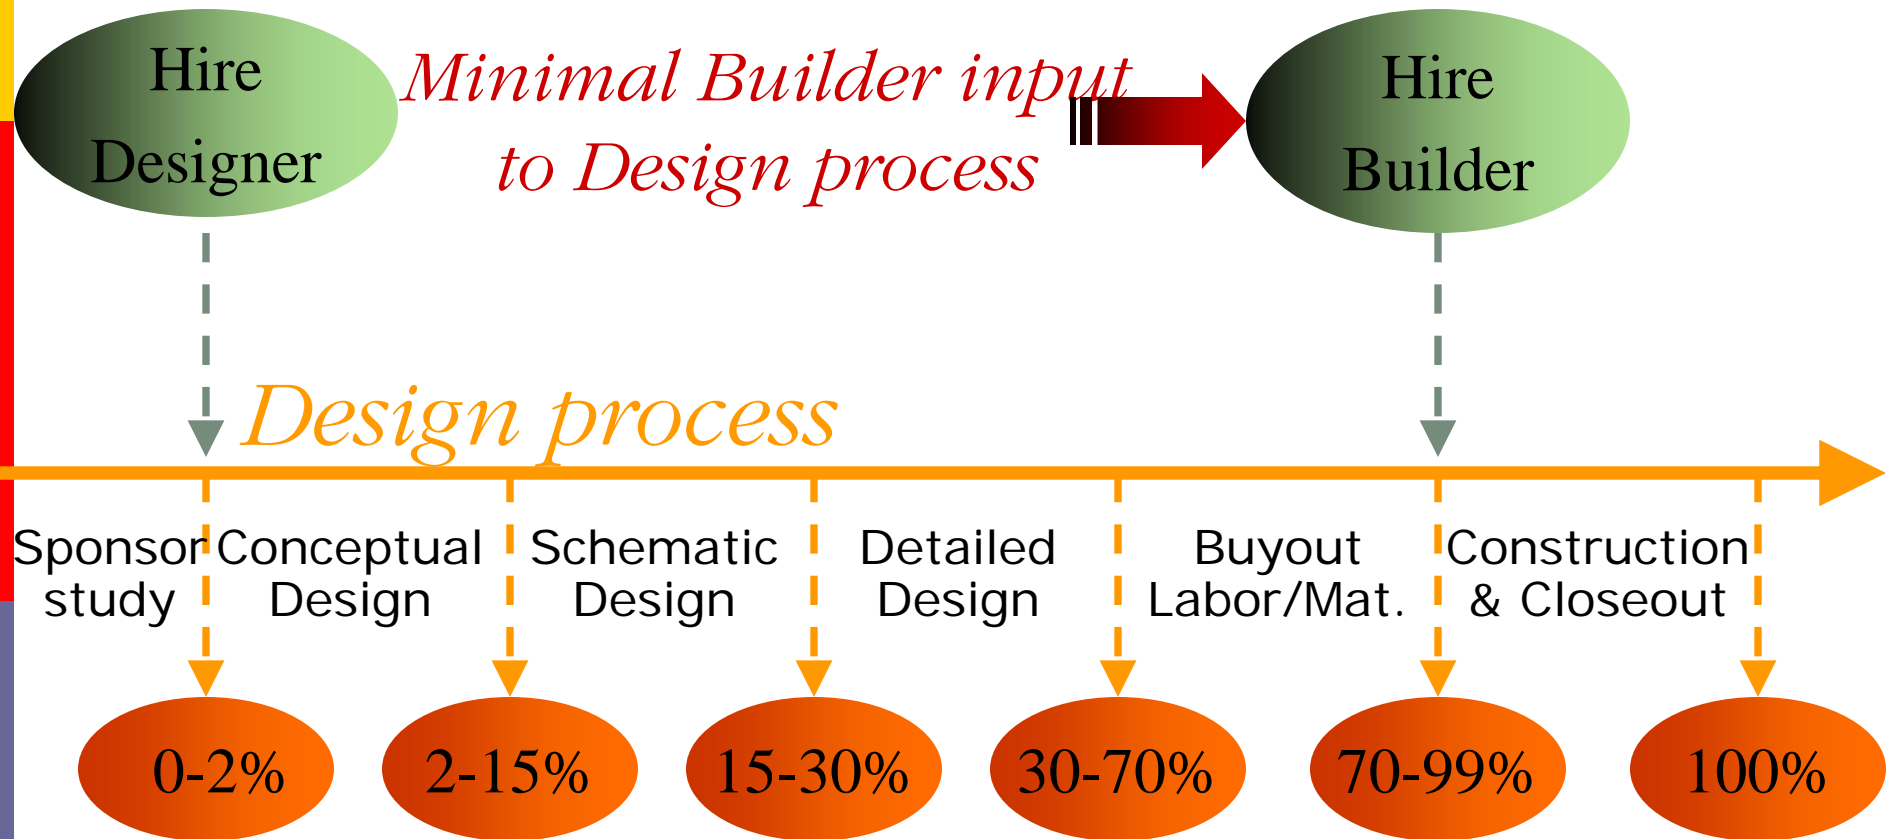 Hire
Designer
Minimal Builder input
to Design process
Hire
Builder
Design process
Sponsor
study
Conceptual
Design
Schematic
Design
Detailed
Design
Buyout
Labor/Mat.
Construction
& Closeout
0-2%
2-15%
15-30%
30-70%
70-99%
100%